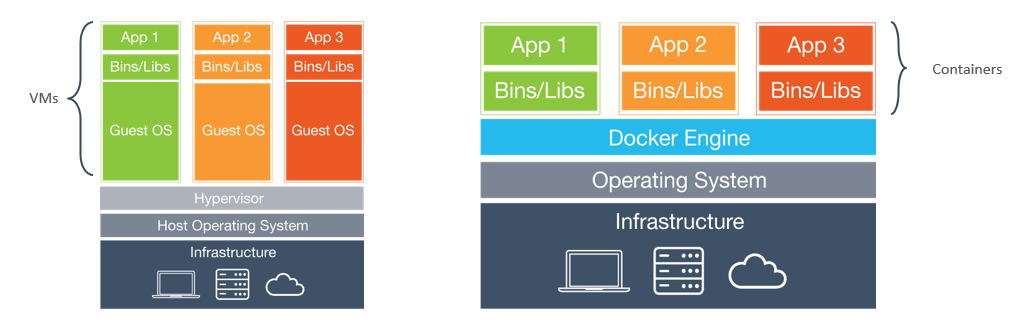 VMs
App 1
App 2
App 3
Bins/Libs
Bins/Libs
Bins/Libs
Guest OS
Guest OS
Guest OS
Hypervisor
Host Operating System
Infrastructure
App 1
App 2
App 3
Bins/Libs
Bins/Libs
Bins/Libs
Containers
Docker Engine
Operating System
Infrastructure